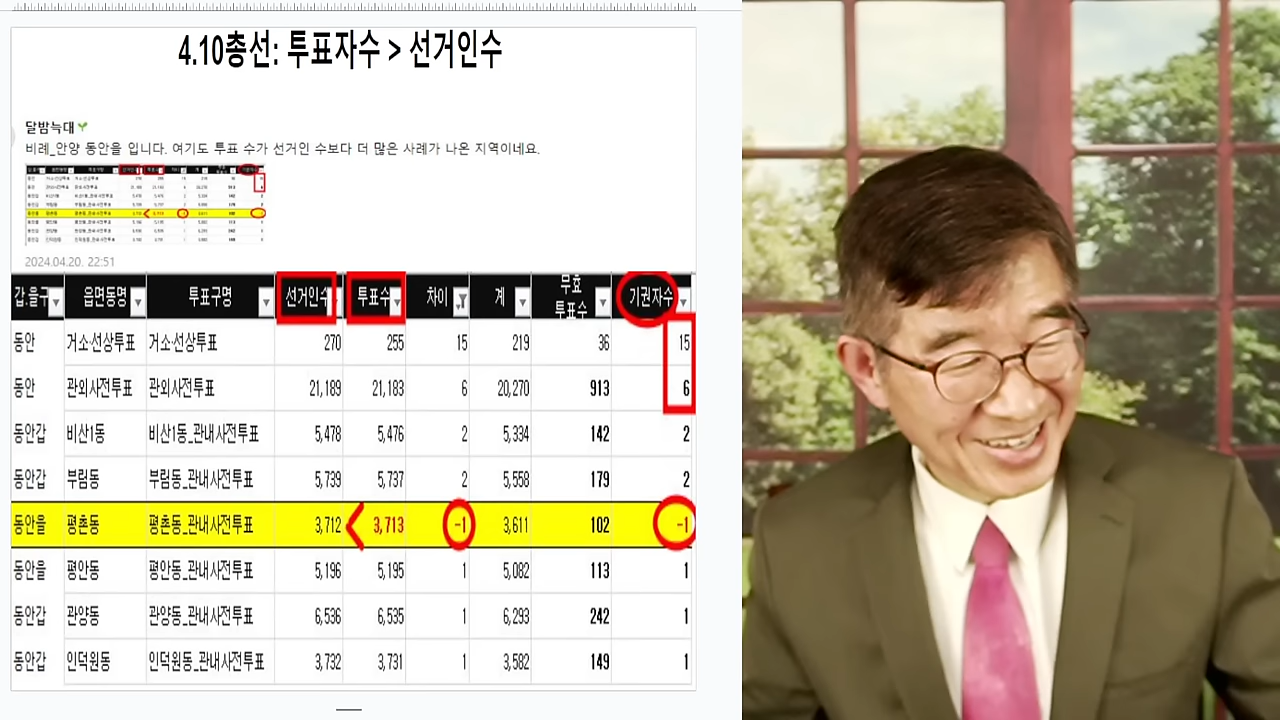 4.10총선: 투표자수 > 선거인수
달밤늑대
비례_안양 동안을 입니다. 여기도 투표 수가 선거인 수보다 더 많은 사례가 나온 지역이네요.
2024.04.20. 22:51
갑.을구 읍면동명 투표구명 선거인수 투표수 차이 계 무효 투표수 기권자수
동안 거소·선상투표 거소·선상투표 270 255 15 219 36 15
동안 관외사전투표 관외사전투표 21,189 21,183 6 20,270 913 6
동안갑 비산1동 비산1동_관내사전투표 5,478 5,476 2 5,334 142 2
동안갑 부림동 부림동_관내사전투표 5,739 5,737 2 5,558 179 2
동안을 평촌동 평촌동_관내사전투표 3,712 < 3,713 -1 3,611 102 -1
동안을 평안동 평안동_관내사전투표 5,196 5,195 1 5,082 113 1
동안갑 관양동 관양동_관내사전투표 6,536 6,535 1 6,293 242 1
동안갑 인덕원동 인덕원동_관내사전투표 3,732 3,731 1 3,582 149 1